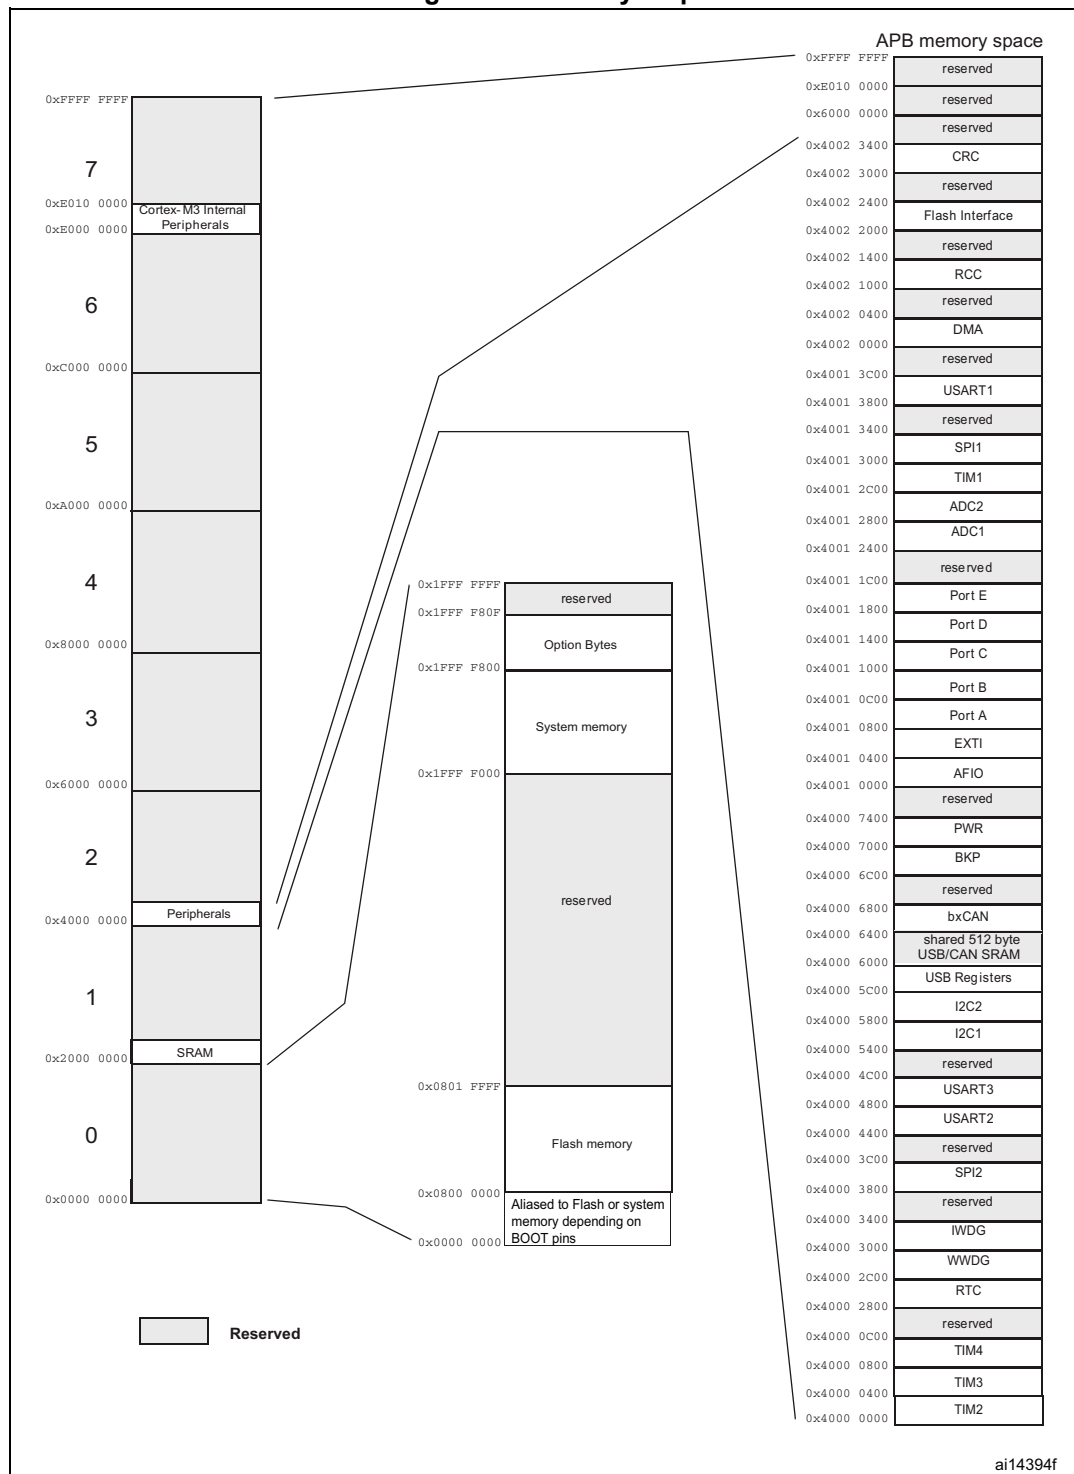 APB memory space
0xFFFF FFFF
7
0xE010 0000
Cortex-M3 Internal
Peripherals
0xE000 0000
6
0xC000 0000
5
0xA000 0000
4
0x8000 0000
3
0x6000 0000
2
Peripherals
0x4000 0000
1
SRAM
0x2000 0000
0
0x0000 0000
Reserved
0x1FFF FFFF
reserved
0x1FFF F80F
Option Bytes
0x1FFF F800
System memory
0x1FFF F000
reserved
0x0801 FFFF
Flash memory
0x0800 0000
Aliased to Flash or system
memory depending on
BOOT pins
0x0000 0000
0xFFFF FFFF
reserved
0xE010 0000
reserved
0x6000 0000
reserved
0x4002 3400
CRC
0x4002 3000
reserved
0x4002 2400
Flash Interface
0x4002 2000
reserved
0x4002 1400
RCC
0x4002 1000
reserved
0x4002 0400
DMA
0x4002 0000
reserved
0x4001 3C00
USART1
0x4001 3800
reserved
0x4001 3400
SPI1
0x4001 3000
TIM1
0x4001 2C00
ADC2
0x4001 2800
ADC1
0x4001 2400
reserved
0x4001 1C00
Port E
0x4001 1800
Port D
0x4001 1400
Port C
0x4001 1000
Port B
0x4001 0C00
Port A
0x4001 0800
EXTI
0x4001 0400
AFIO
0x4001 0000
reserved
0x4000 7400
PWR
0x4000 7000
BKP
0x4000 6C00
reserved
0x4000 6800
bxCAN
0x4000 6400
shared 512 byte
USB/CAN SRAM
0x4000 6000
USB Registers
0x4000 5C00
I2C2
0x4000 5800
I2C1
0x4000 5400
reserved
0x4000 4C00
USART3
0x4000 4800
USART2
0x4000 4400
reserved
0x4000 3C00
SPI2
0x4000 3800
reserved
0x4000 3400
IWDG
0x4000 3000
WWDG
0x4000 2C00
RTC
0x4000 2800
reserved
0x4000 0C00
TIM4
0x4000 0800
TIM3
0x4000 0400
TIM2
0x4000 0000
ai14394f